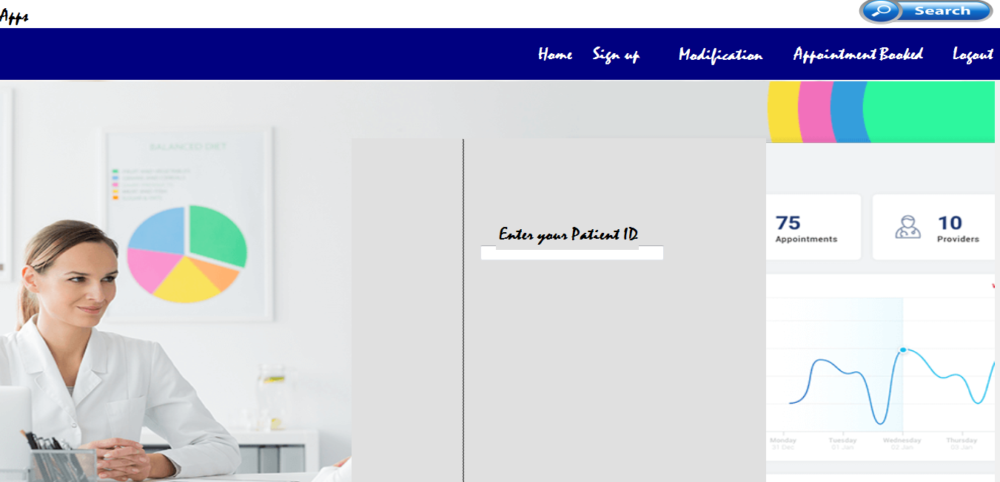 Apps
Search
Home Sign up Modification Appointment Booked Logout
BALANCED DIET
Enter your Patient ID
75
Appointments
10
Providers
Monday
31 Dec
Tuesday
01 Jan
Wednesday
02 Jan
Thursday
03 Jan